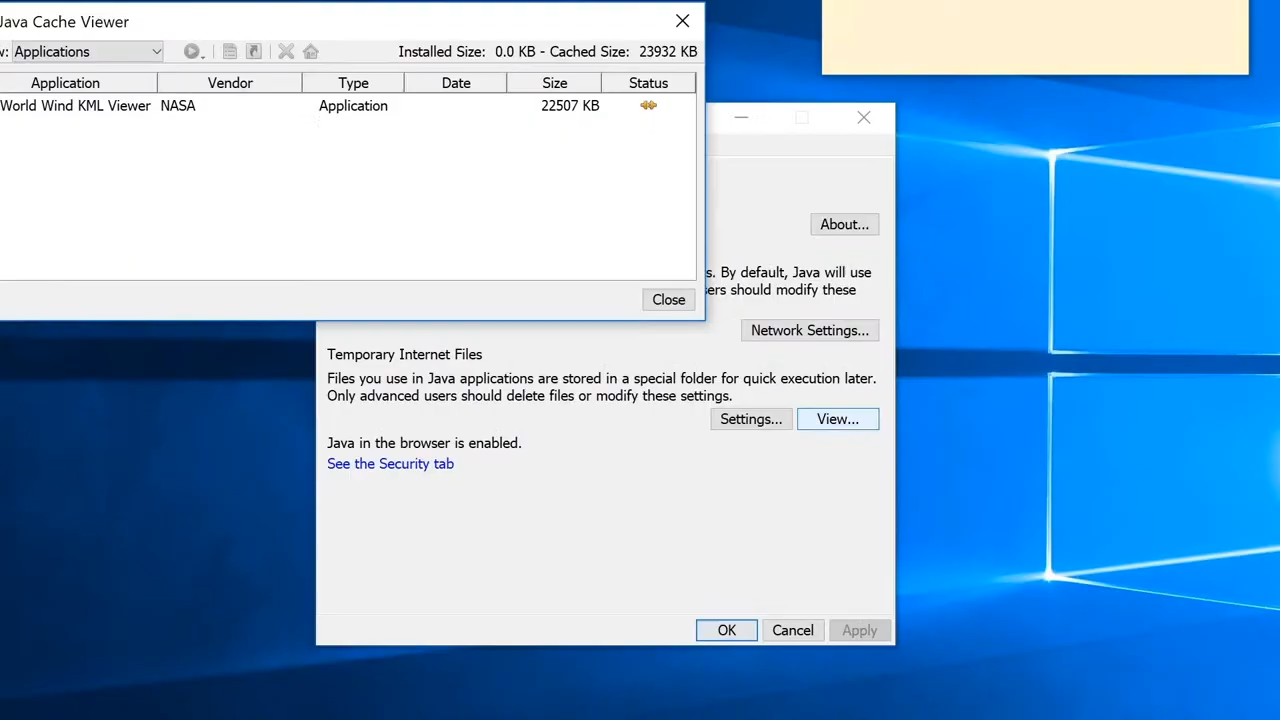 Java Cache Viewer
w: Applications Installed Size: 0.0 KB - Cached Size: 23932 KB
Application Vendor Type Date Size Status
World Wind KML Viewer NASA Application 22507 KB
About...
s. By default, Java will use
sers should modify these
Close
Network Settings...
Temporary Internet Files
Files you use in Java applications are stored in a special folder for quick execution later.
Only advanced users should delete files or modify these settings.
Settings... View...
Java in the browser is enabled.
See the Security tab
OK Cancel Apply